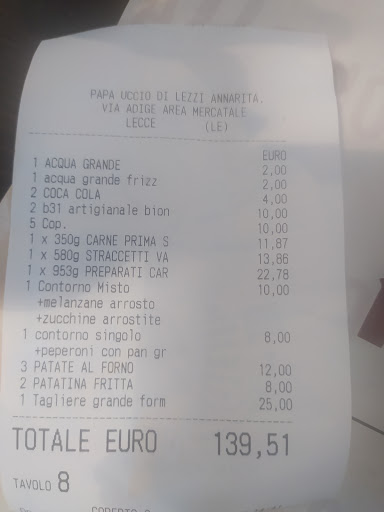 PAPA UCCIO DI LEZZI ANNARITA.
VIA ADIGE AREA MERCATALE
LECCE (LE)
EURO
1 ACQUA GRANDE 2,00
1 acqua grande frizz 2,00
2 COCA COLA 4,00
2 b31 artigianale bion 10,00
5 Cop. 10,00
1 x 350g CARNE PRIMA S 11,87
1 x 580g STRACCETTI VA 13,86
1 x 953g PREPARATI CAR 22,78
1 Contorno Misto 10,00
+melanzane arrosto
+zucchine arrostite
1 contorno singolo 8,00
+peperoni con pan gr
3 PATATE AL FORNO 12,00
2 PATATINA FRITTA 8,00
1 Tagliere grande form 25,00
TOTALE EURO 139,51
TAVOLO 8